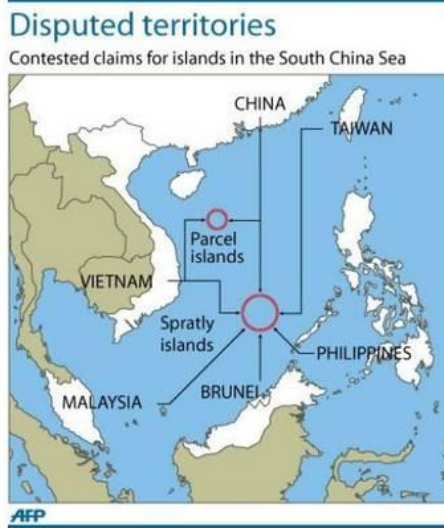 Disputed territories
Contested claims for islands in the South China Sea
CHINA
TAIWAN
Parcel
islands
VIETNAM
Spratly
islands
PHILIPPINES
BRUNEI
MALAYSIA
AFP